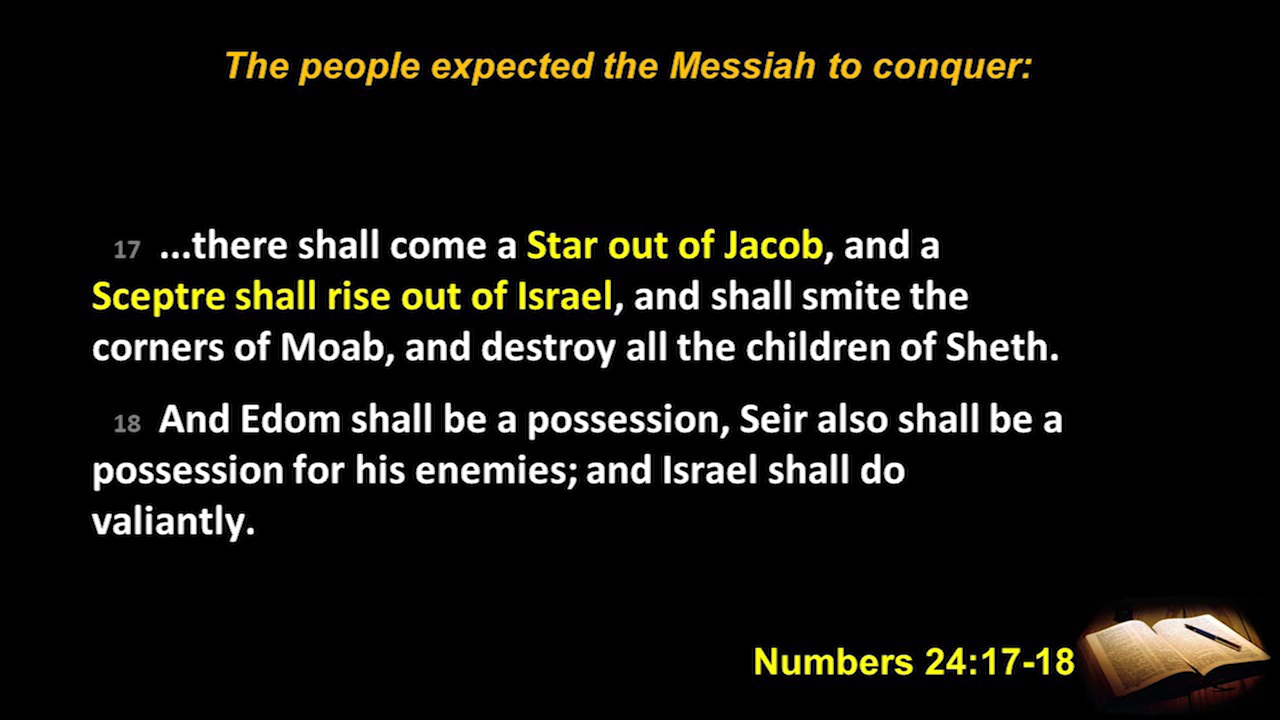 The people expected the Messiah to conquer:
17 ...there shall come a Star out of Jacob, and a
Sceptre shall rise out of Israel, and shall smite the
corners of Moab, and destroy all the children of Sheth.
18 And Edom shall be a possession, Seir also shall be a
possession for his enemies; and Israel shall do
valiantly.
Numbers 24:17-18